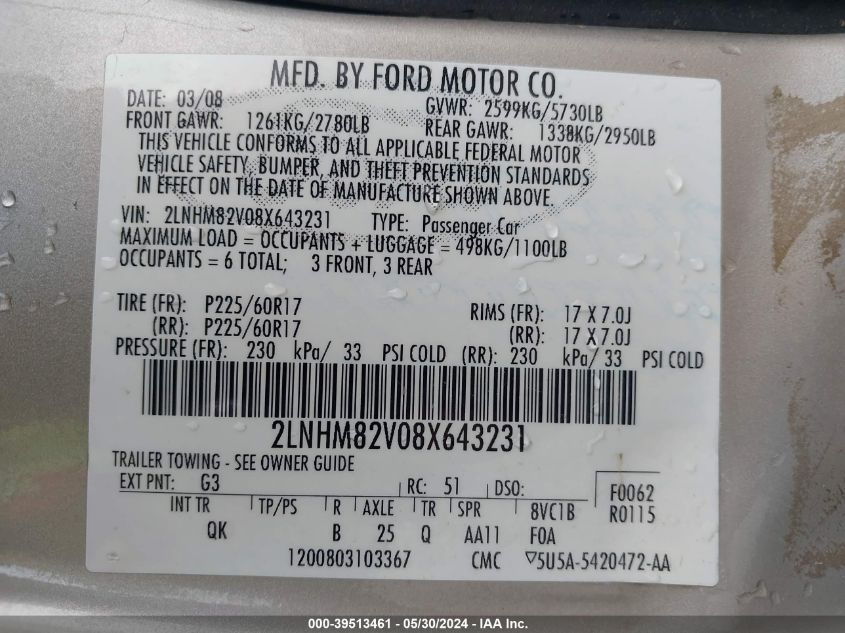 MFD. BY FORD MOTOR CO.
DATE: 03/08 GVWR: 2599KG/5730LB
FRONT GAWR: 1261KG/2780LB REAR GAWR: 1338KG/2950LB
THIS VEHICLE CONFORMS TO ALL APPLICABLE FEDERAL MOTOR
VEHICLE SAFETY, BUMPER, AND THEFT PREVENTION STANDARDS
IN EFFECT ON THE DATE OF MANUFACTURE SHOWN ABOVE.
VIN: 2LNHM82V08X643231 TYPE: Passenger Car
MAXIMUM LOAD = OCCUPANTS + LUGGAGE = 498KG/1100LB
OCCUPANTS = 6 TOTAL; 3 FRONT, 3 REAR
TIRE (FR): P225/60R17 RIMS (FR): 17 X 7.0J
(RR): P225/60R17 (RR): 17 X 7.0J
PRESSURE (FR): 230 kPa/ 33 PSI COLD (RR): 230 kPa/ 33 PSI COLD
2LNHM82V08X643231
TRAILER TOWING - SEE OWNER GUIDE
EXT PNT: G3 RC: 51 DSO: F0062
INT TR TP/PS R AXLE TR SPR 8VC1B R0115
QK B 25 Q AA11 FOA
1200803103367 CMC ▽5U5A-5420472-AA
000-39513461 - 05/30/2024 - IAA Inc.